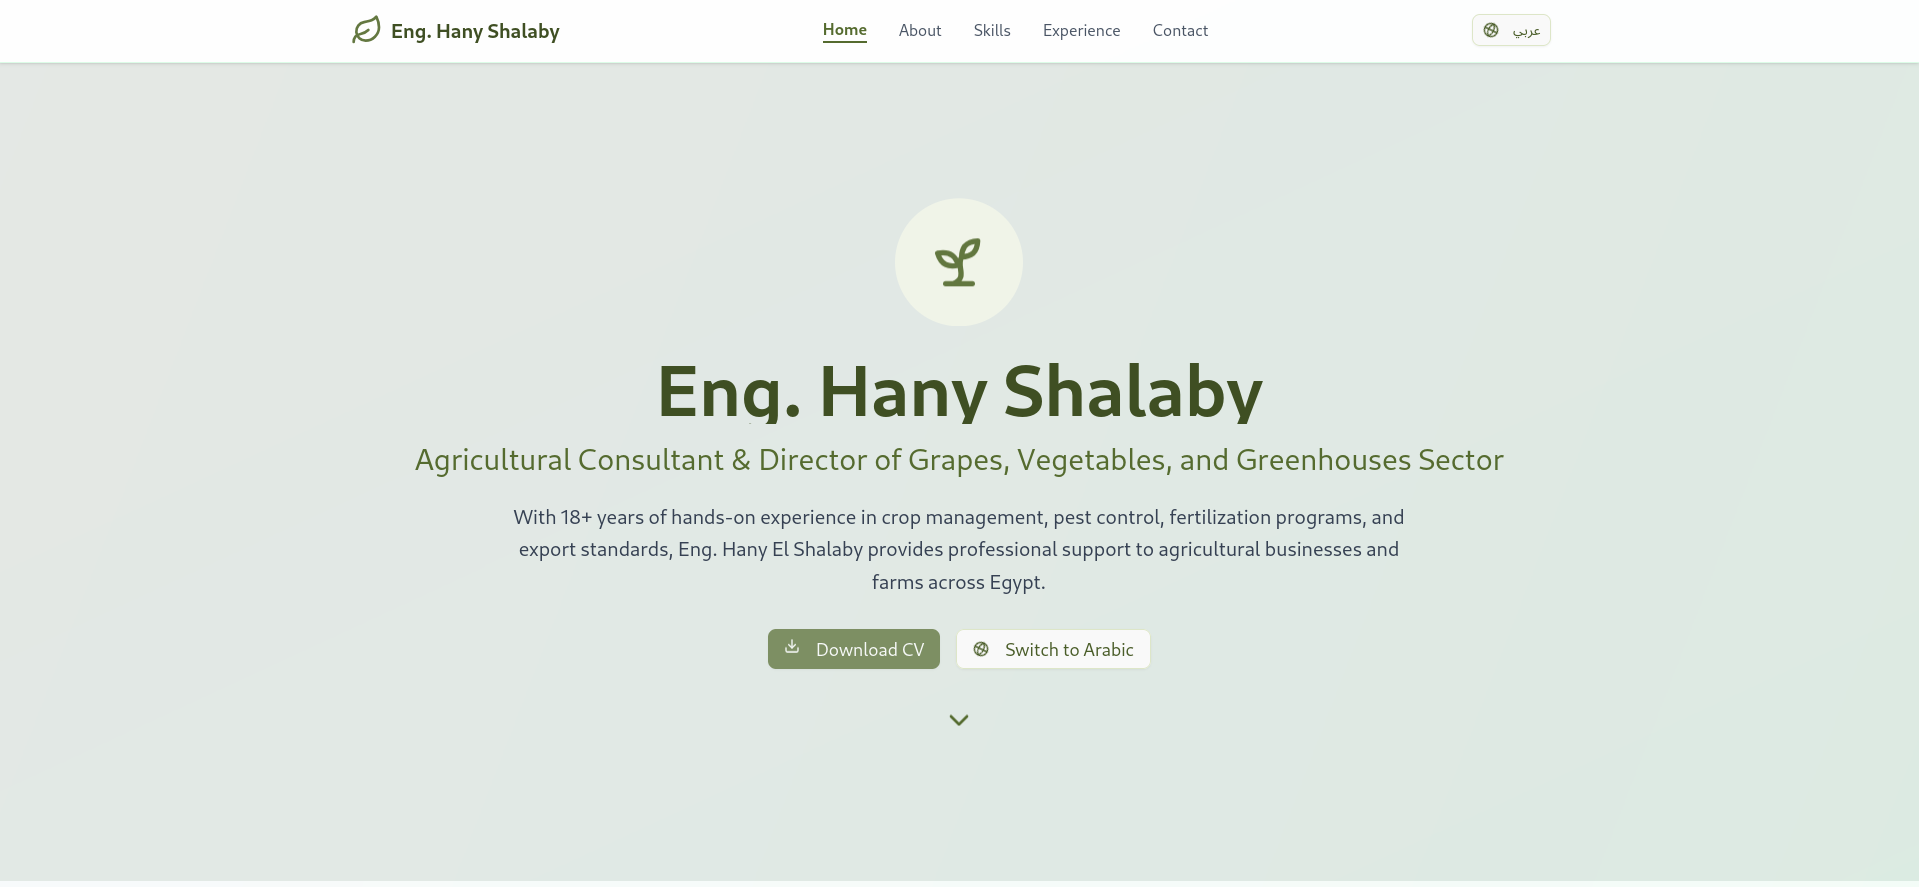 Eng. Hany Shalaby
Home
About
Skills
Experience
Contact
عربي
Eng. Hany Shalaby
Agricultural Consultant & Director of Grapes, Vegetables, and Greenhouses Sector
With 18+ years of hands-on experience in crop management, pest control, fertilization programs, and
export standards, Eng. Hany El Shalaby provides professional support to agricultural businesses and
farms across Egypt.
Download CV
Switch to Arabic